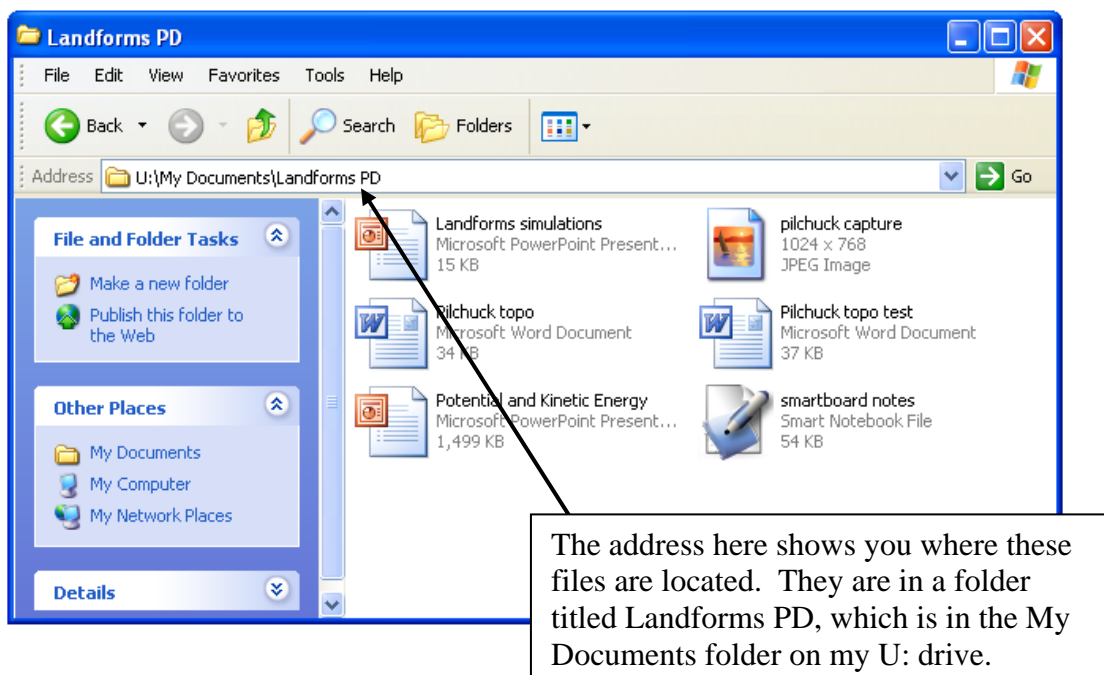 Landforms PD
File Edit View Favorites Tools Help
Back Search Folders
Address U:\My Documents\Landforms PD Go
File and Folder Tasks
Make a new folder
Publish this folder to
the Web
Other Places
My Documents
My Computer
My Network Places
Details
Landforms simulations
Microsoft PowerPoint Present...
15 KB
pilchuck capture
1024 x 768
JPEG Image
Pilchuck topo
Microsoft Word Document
34 KB
Pilchuck topo test
Microsoft Word Document
37 KB
Potential and Kinetic Energy
Microsoft PowerPoint Present...
1,499 KB
smartboard notes
Smart Notebook File
54 KB
The address here shows you where these
files are located. They are in a folder
titled Landforms PD, which is in the My
Documents folder on my U: drive.